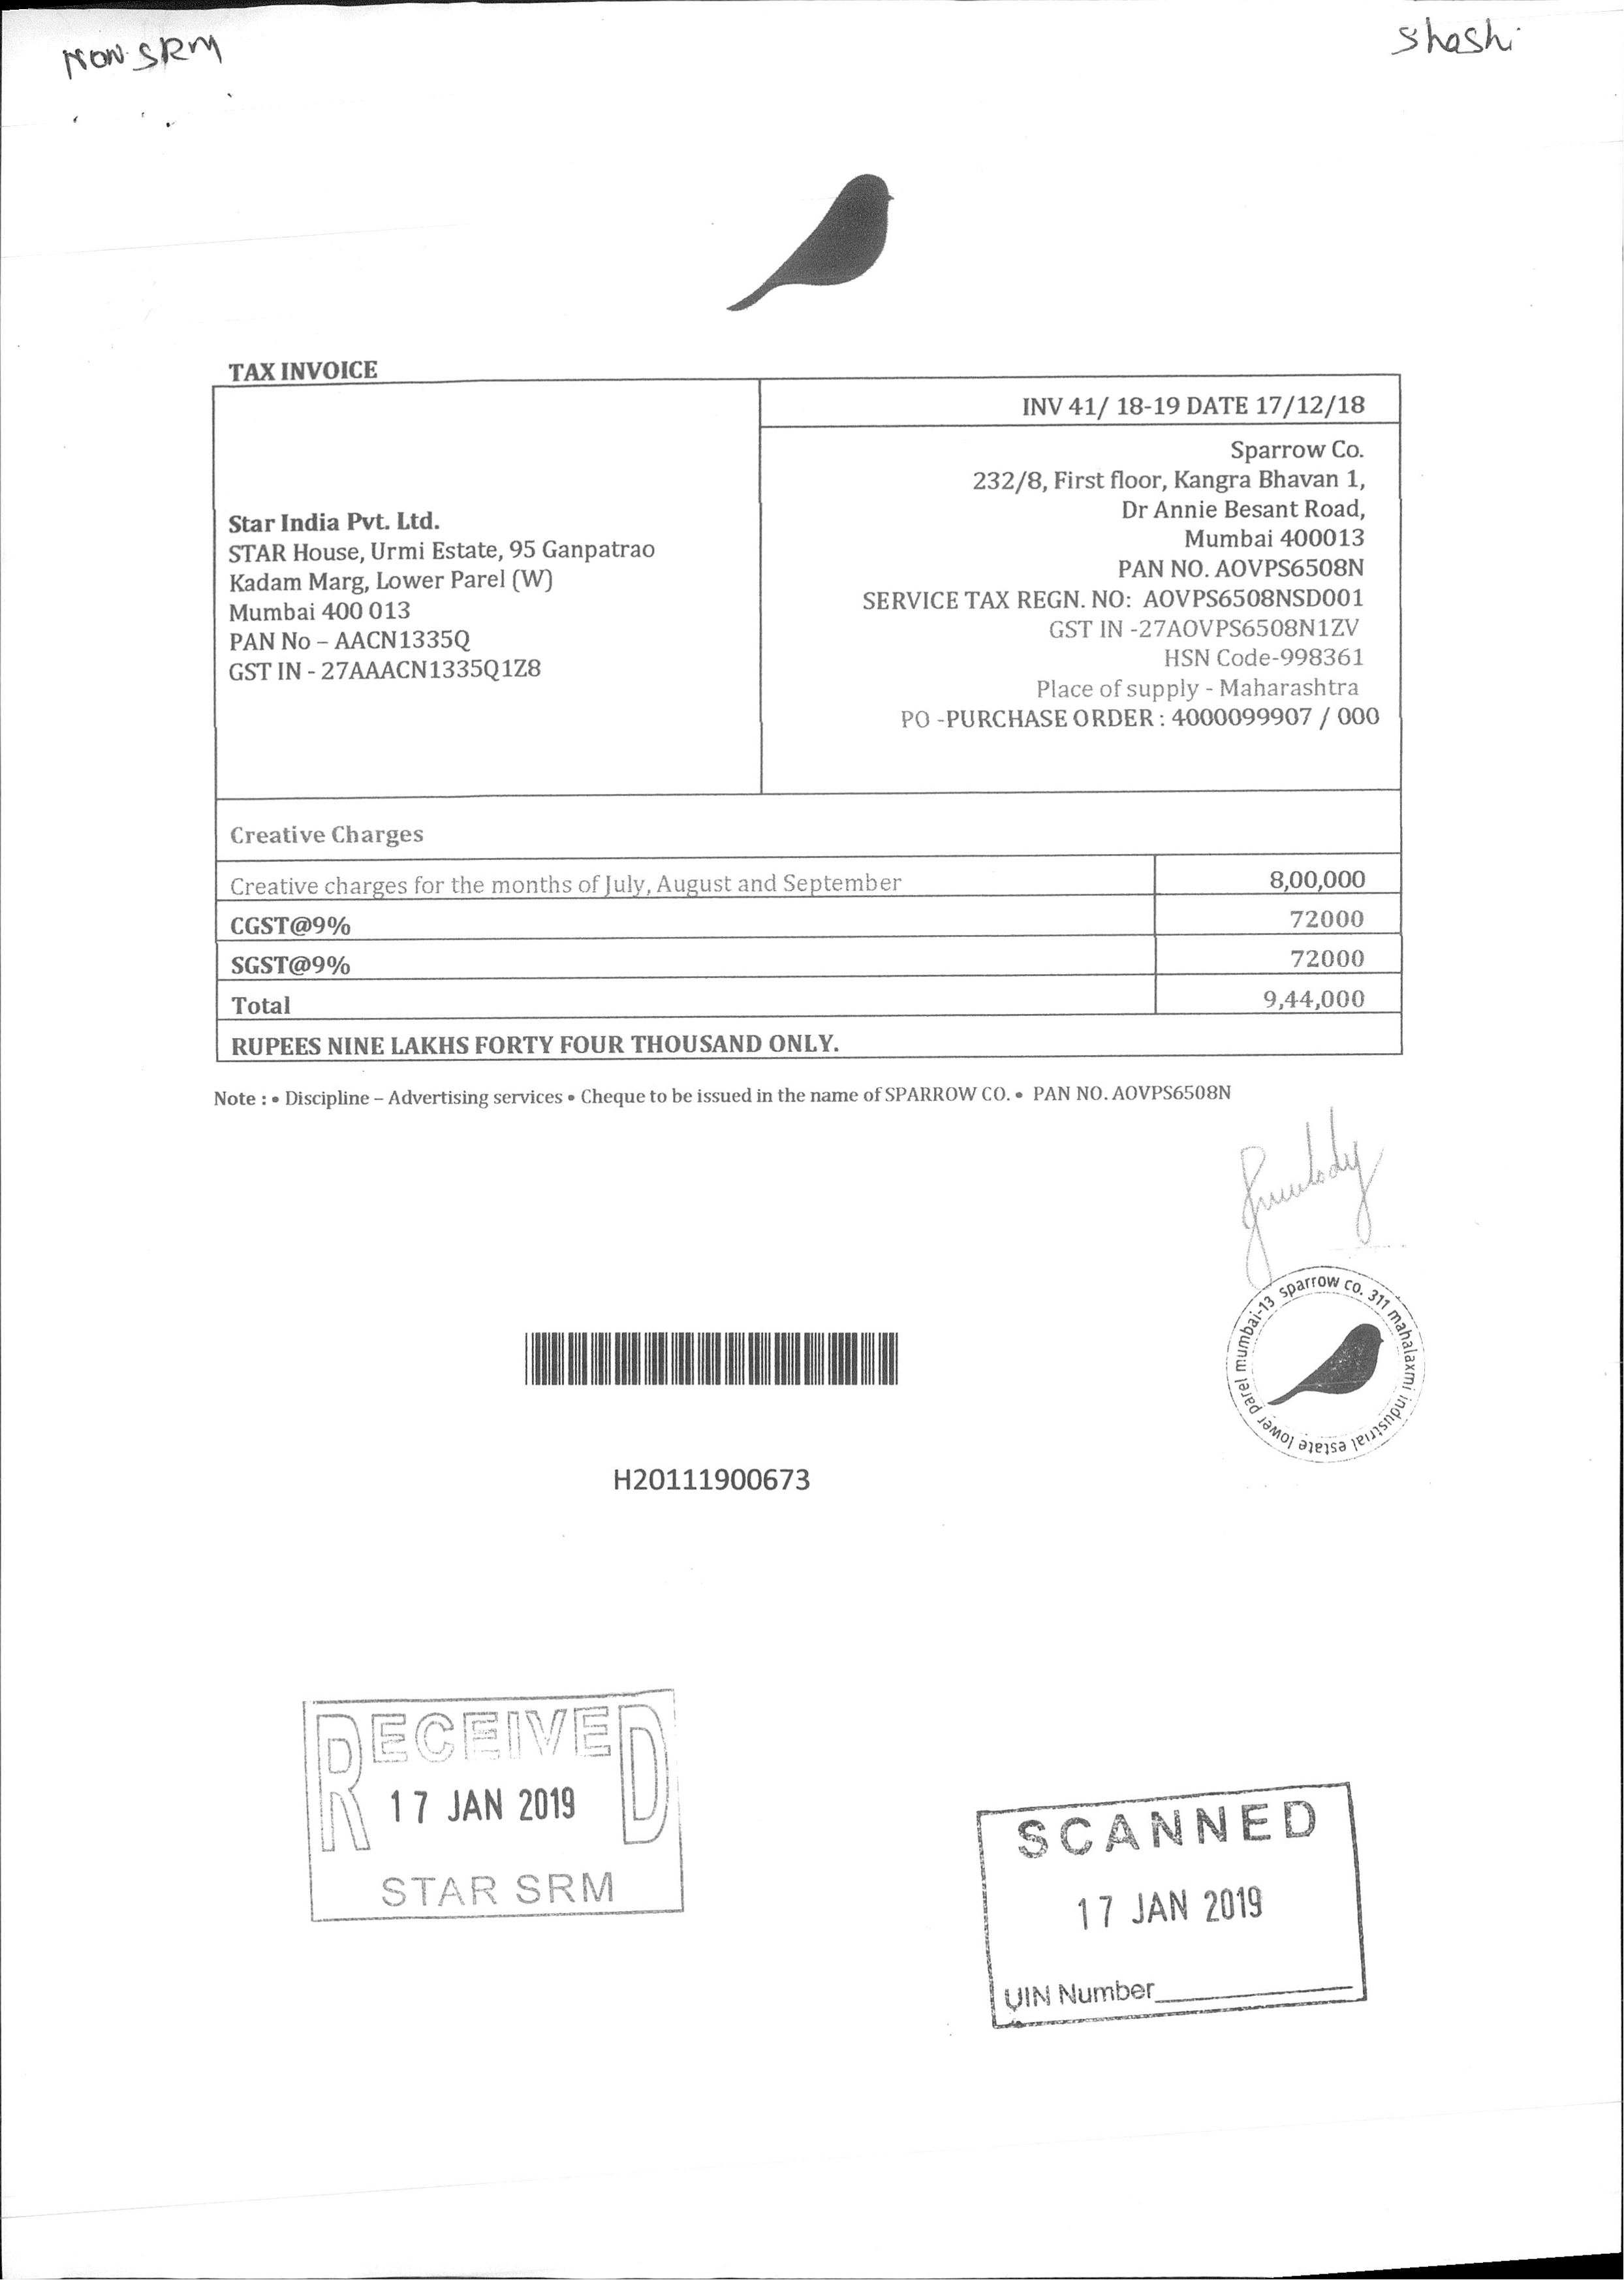 NON SRM
Shashi
TAX INVOICE
INV 41/ 18-19 DATE 17/12/18
Star India Pvt. Ltd.
STAR House, Urmi Estate, 95 Ganpatrao
Kadam Marg, Lower Parel (W)
Mumbai 400 013
PAN No – AACN1335Q
GST IN - 27AAACN1335Q1Z8
Sparrow Co.
232/8, First floor, Kangra Bhavan 1,
Dr Annie Besant Road,
Mumbai 400013
PAN NO. AOVPS6508N
SERVICE TAX REGN. NO: AOVPS6508NSD001
GST IN -27AOVPS6508N1ZV
HSN Code-998361
Place of supply - Maharashtra
PO -PURCHASE ORDER : 4000099907 / 000
Creative Charges
Creative charges for the months of July, August and September 8,00,000
CGST@9% 72000
SGST@9% 72000
Total 9,44,000
RUPEES NINE LAKHS FORTY FOUR THOUSAND ONLY.
Note : • Discipline – Advertising services • Cheque to be issued in the name of SPARROW CO. • PAN NO. AOVPS6508N
sparrow co. 311 mahalaxmi industrial estate lower parel mumbai-13
H20111900673
RECEIVED
17 JAN 2019
STAR SRM
SCANNED
17 JAN 2019
UIN Number